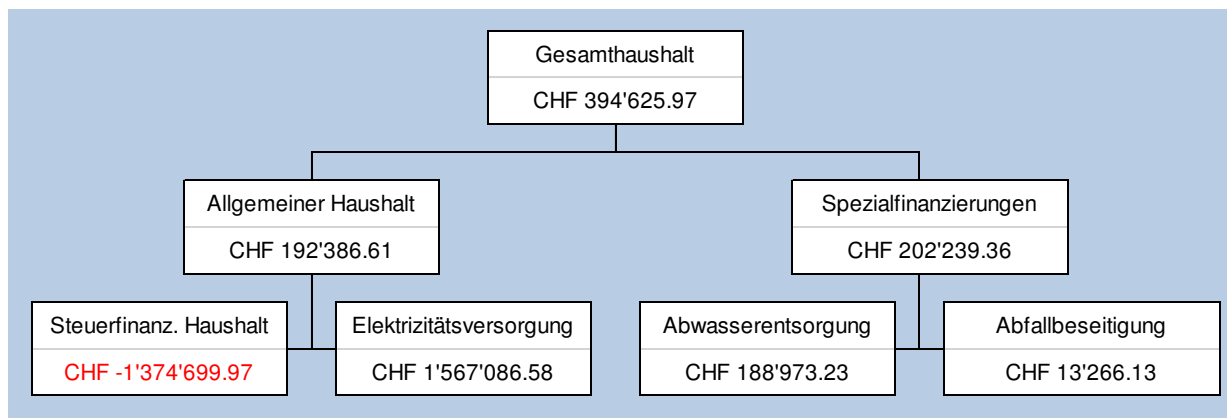 Gesamthaushalt
CHF 394'625.97
Allgemeiner Haushalt
CHF 192'386.61
Spezialfinanzierungen
CHF 202'239.36
Steuerfinanz. Haushalt
CHF -1'374'699.97
Elektrizitätsversorgung
CHF 1'567'086.58
Abwasserentsorgung
CHF 188'973.23
Abfallbeseitigung
CHF 13'266.13